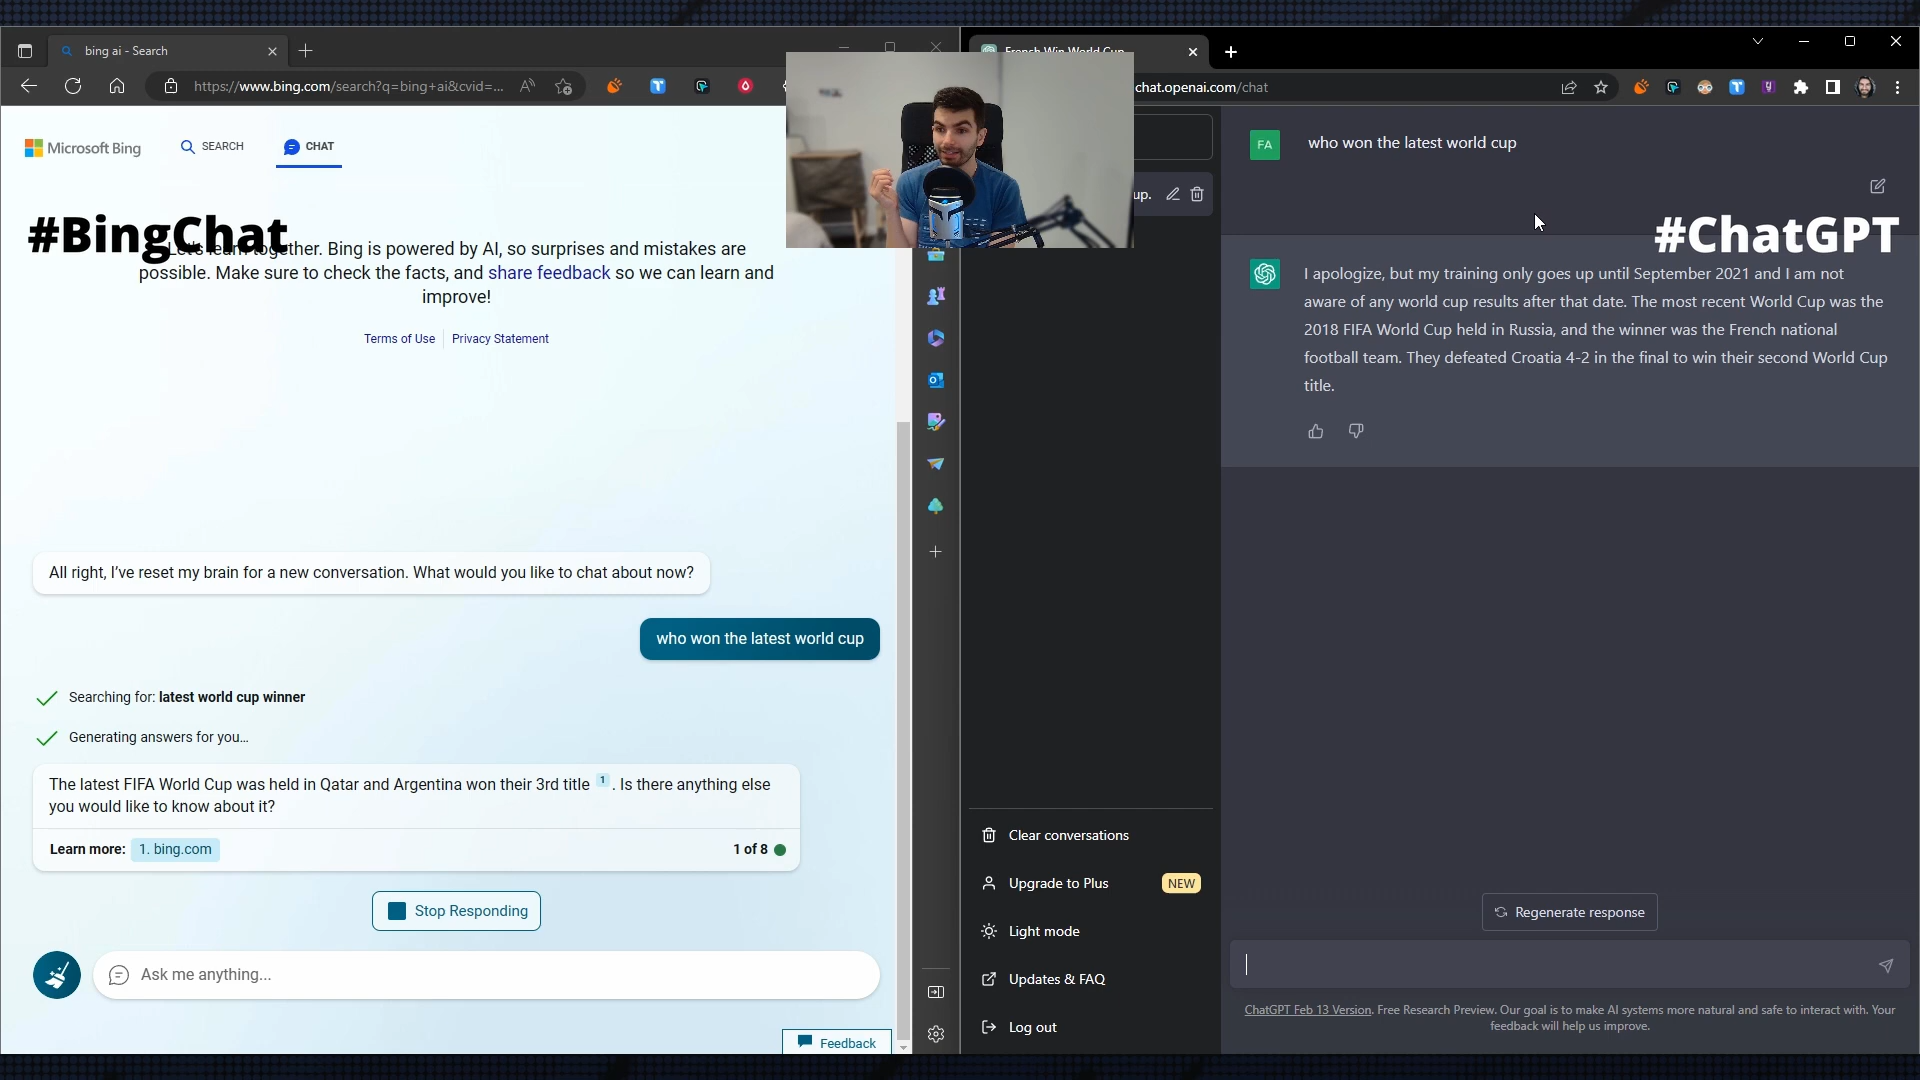 bing ai - Search
https://www.bing.com/search?q=bing+ai&cvid=...
Microsoft Bing
SEARCH
CHAT
#BingChat
Let's learn together. Bing is powered by AI, so surprises and mistakes are
possible. Make sure to check the facts, and share feedback so we can learn and
improve!
Terms of Use
Privacy Statement
All right, I've reset my brain for a new conversation. What would you like to chat about now?
who won the latest world cup
Searching for: latest world cup winner
Generating answers for you...
The latest FIFA World Cup was held in Qatar and Argentina won their 3rd title 1 . Is there anything else
you would like to know about it?
Learn more: 1. bing.com
1 of 8
Stop Responding
Ask me anything...
Feedback
French Win World Cup
chat.openai.com/chat
up.
Clear conversations
Upgrade to Plus
NEW
Light mode
Updates & FAQ
Log out
FA
who won the latest world cup
#ChatGPT
I apologize, but my training only goes up until September 2021 and I am not
aware of any world cup results after that date. The most recent World Cup was the
2018 FIFA World Cup held in Russia, and the winner was the French national
football team. They defeated Croatia 4-2 in the final to win their second World Cup
title.
Regenerate response
ChatGPT Feb 13 Version. Free Research Preview. Our goal is to make AI systems more natural and safe to interact with. Your
feedback will help us improve.